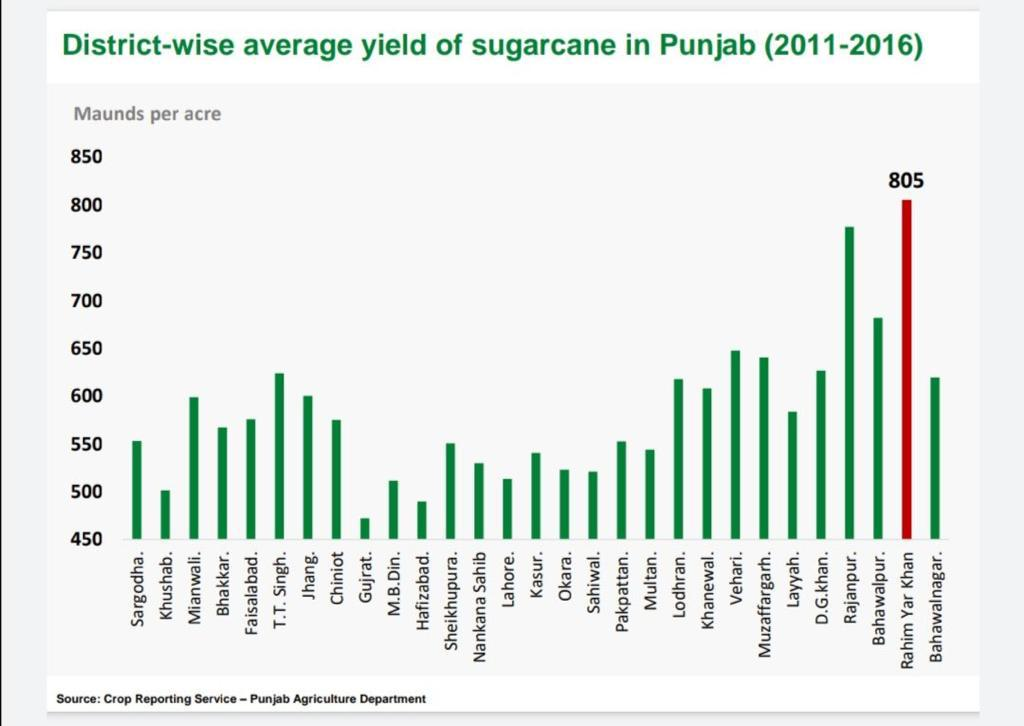 District-wise average yield of sugarcane in Punjab (2011-2016)
Maunds per acre
850
800
750
700
650
600
550
500
450
805
Sargodha.
Khushab.
Mianwali.
Bhakkar.
Faisalabad.
T.T. Singh.
Jhang.
Chiniot
Gujrat.
M.B.Din.
Hafizabad.
Sheikhupura.
Nankana Sahib
Lahore.
Kasur.
Okara.
Sahiwal.
Pakpattan.
Multan.
Lodhran.
Khanewal.
Vehari.
Muzaffargarh.
Layyah.
D.G.khan.
Rajanpur.
Bahawalpur.
Rahim Yar Khan
Bahawalnagar.
Source: Crop Reporting Service – Punjab Agriculture Department